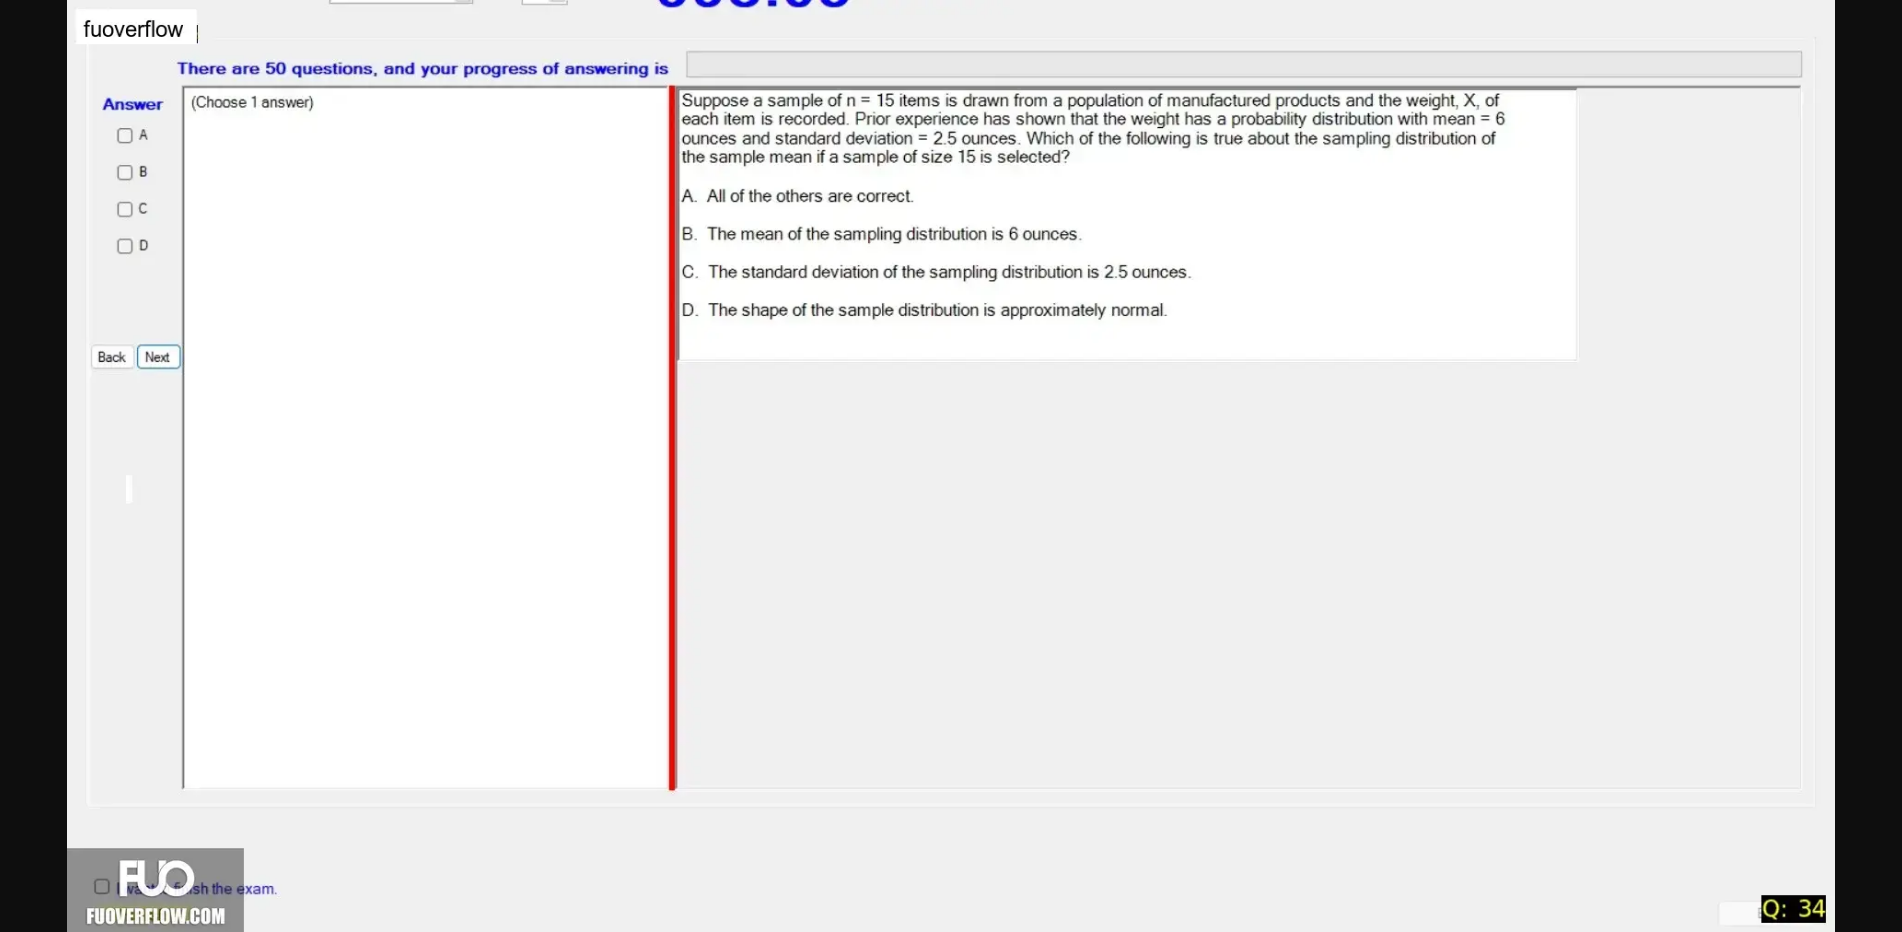 fuoverflow
There are 50 questions, and your progress of answering is
Answer
(Choose 1 answer)
A
B
C
D
Back
Next
Suppose a sample of n = 15 items is drawn from a population of manufactured products and the weight, X, of
each item is recorded. Prior experience has shown that the weight has a probability distribution with mean = 6
ounces and standard deviation = 2.5 ounces. Which of the following is true about the sampling distribution of
the sample mean if a sample of size 15 is selected?
A. All of the others are correct.
B. The mean of the sampling distribution is 6 ounces.
C. The standard deviation of the sampling distribution is 2.5 ounces.
D. The shape of the sample distribution is approximately normal.
FUO
the exam.
FUOVERFLOW.COM
Q: 34